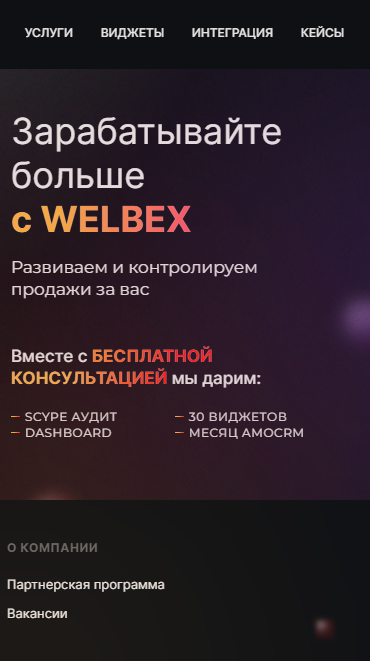 УСЛУГИ ВИДЖЕТЫ ИНТЕГРАЦИЯ КЕЙСЫ
Зарабатывайте
больше
с WELBEX
Развиваем и контролируем
продажи за вас
Вместе с БЕСПЛАТНОЙ
КОНСУЛЬТАЦИЕЙ мы дарим:
SCYPE АУДИТ 30 ВИДЖЕТОВ
DASHBOARD МЕСЯЦ AMOCRM
О КОМПАНИИ
Партнерская программа
Вакансии